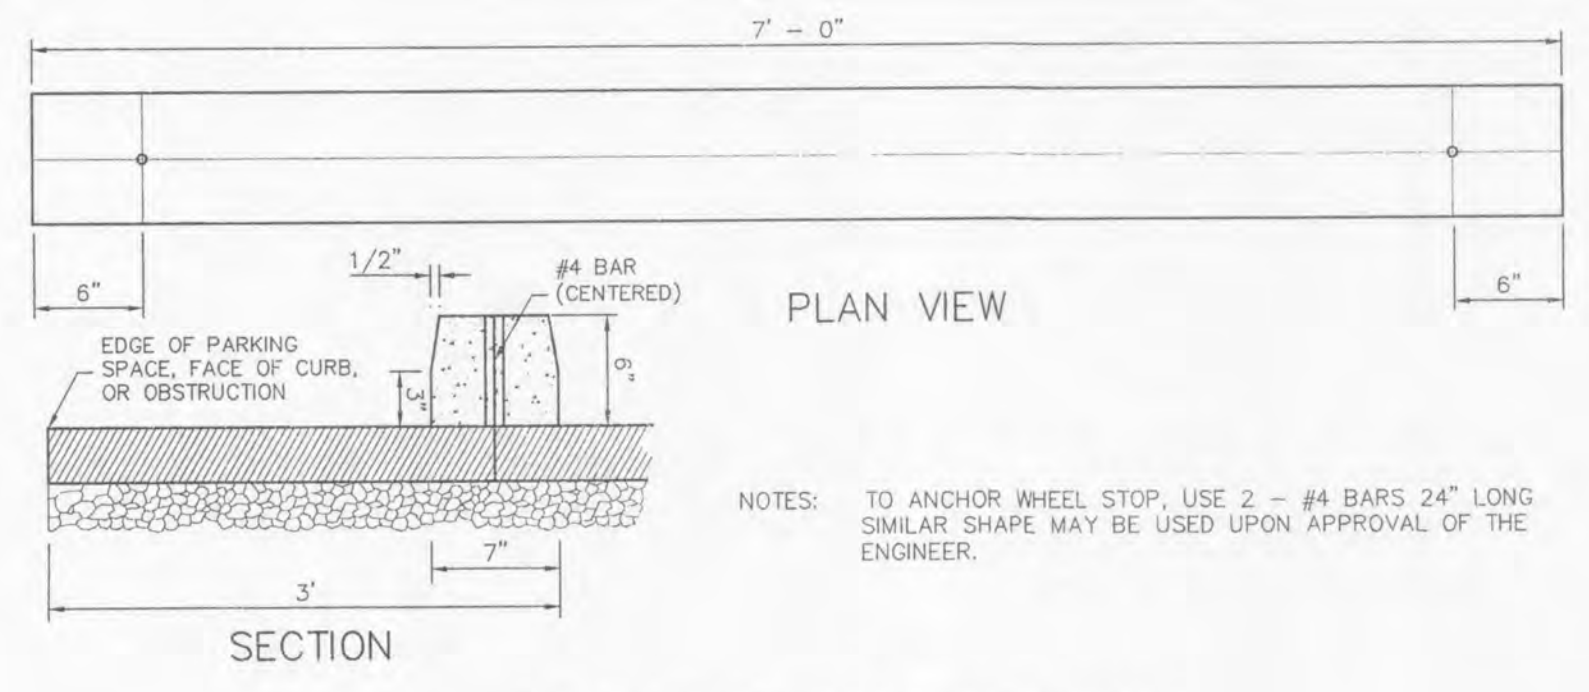 7' - 0"
6"
1/2"
#4 BAR
(CENTERED)
PLAN VIEW
6"
EDGE OF PARKING
SPACE, FACE OF CURB,
OR OBSTRUCTION
3"
6"
NOTES: TO ANCHOR WHEEL STOP, USE 2 - #4 BARS 24" LONG
SIMILAR SHAPE MAY BE USED UPON APPROVAL OF THE
ENGINEER.
7"
3'
SECTION